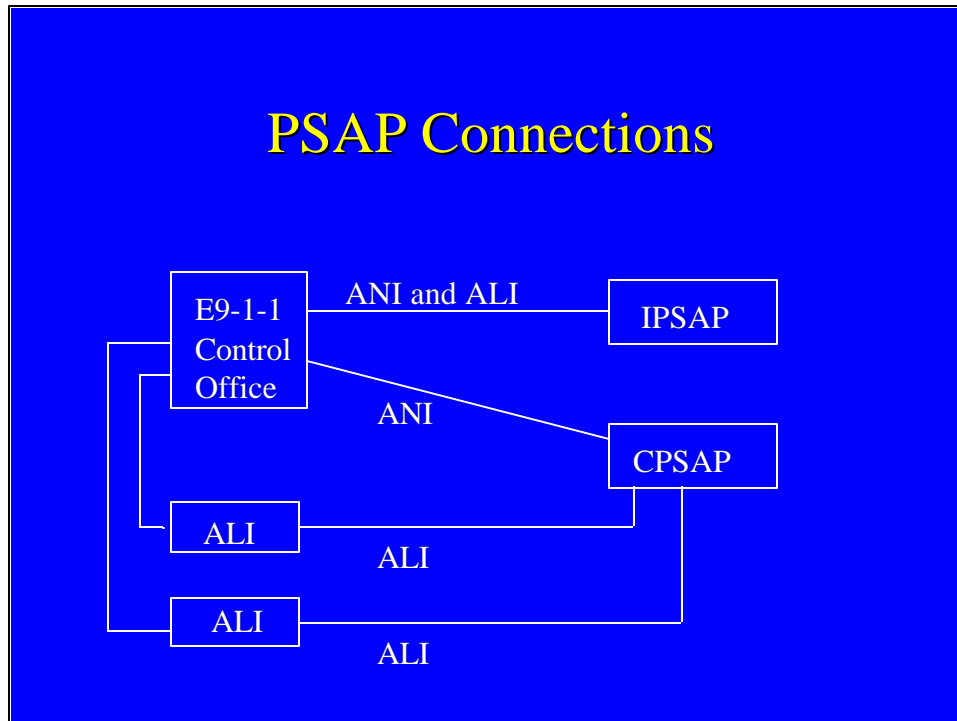 PSAP Connections
E9-1-1
Control
Office
ANI and ALI
IPSAP
ANI
CPSAP
ALI
ALI
ALI
ALI